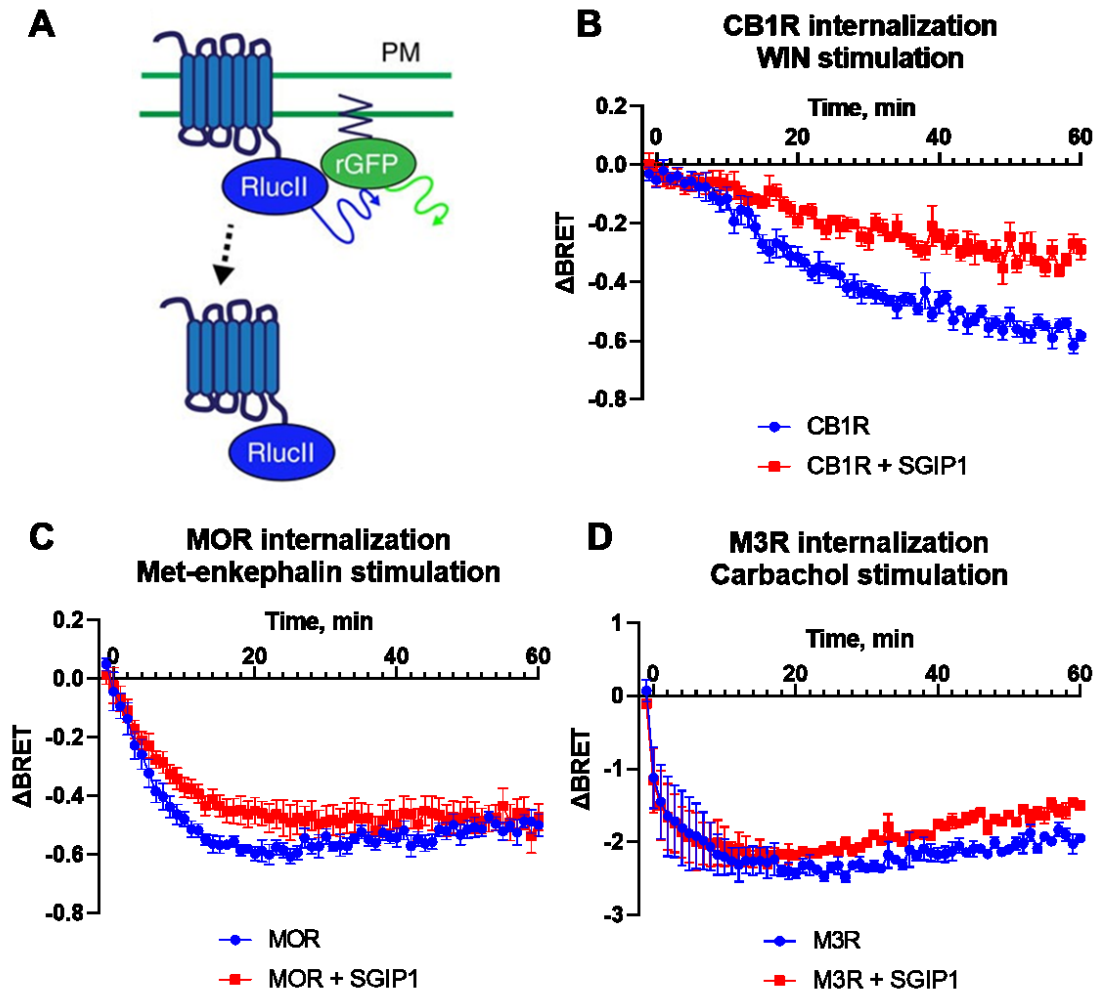 A
PM
RlucII
rGFP
RlucII
B
CB1R internalization
WIN stimulation
Time, min
0.2
0 20 40 60
0.0
-0.2
-0.4
-0.6
-0.8
ΔBRET
CB1R
CB1R + SGIP1
C
MOR internalization
Met-enkephalin stimulation
Time, min
0.2
0 20 40 60
0.0
-0.2
-0.4
-0.6
-0.8
ΔBRET
MOR
MOR + SGIP1
D
M3R internalization
Carbachol stimulation
1
Time, min
0 20 40 60
0
-1
-2
-3
ΔBRET
M3R
M3R + SGIP1